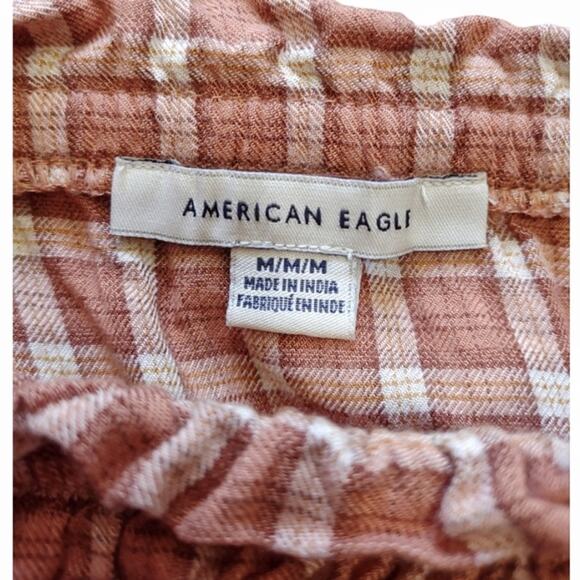 AMERICAN EAGLE
M/M/M
MADE IN INDIA
FABRIQUÉ EN INDE